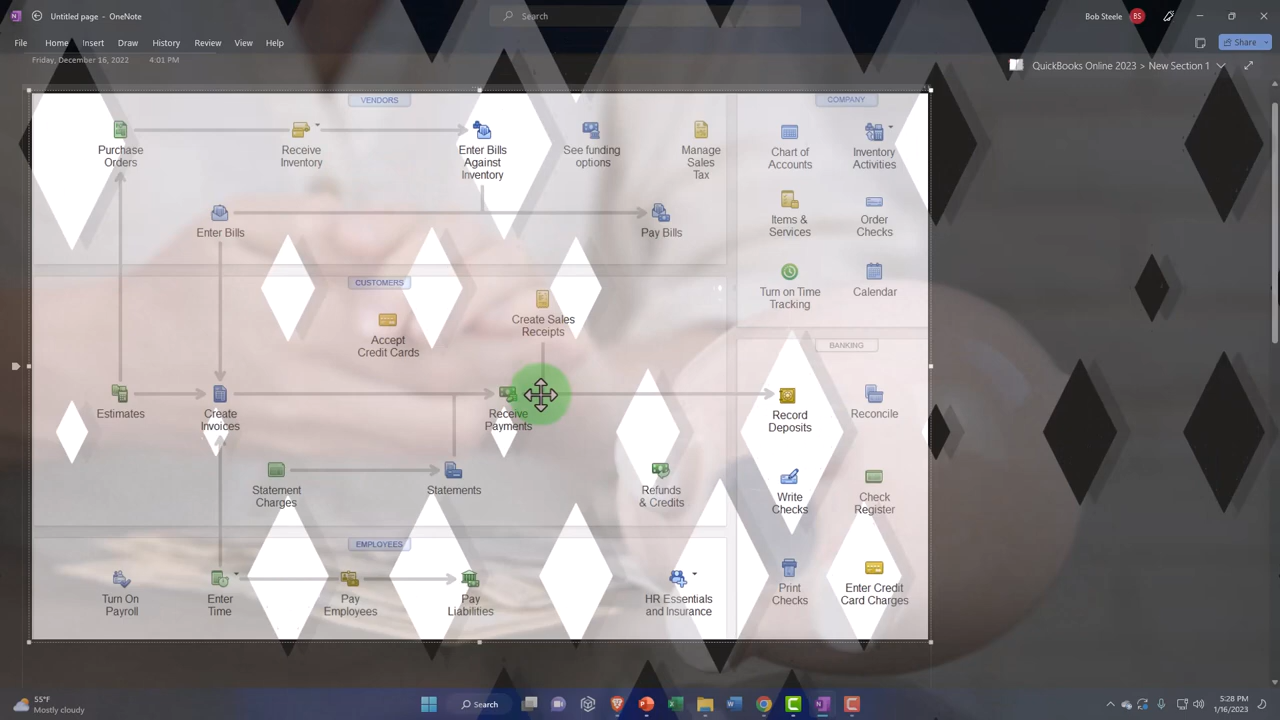 Untitled page - OneNote
Search
Bob Steele
BS
File
Home
Insert
Draw
History
Review
View
Help
Share
Friday, December 16, 2022
4:01 PM
QuickBooks Online 2023 > New Section 1
VENDORS
COMPANY
Purchase
Orders
Receive
Inventory
Enter Bills
Against
Inventory
See funding
options
Manage
Sales
Tax
Chart of
Accounts
Inventory
Activities
Enter Bills
Pay Bills
Items &
Services
Order
Checks
CUSTOMERS
Turn on Time
Tracking
Calendar
Accept
Credit Cards
Create Sales
Receipts
BANKING
Estimates
Create
Invoices
Receive
Payments
Record
Deposits
Reconcile
Statement
Charges
Statements
Refunds
& Credits
Write
Checks
Check
Register
EMPLOYEES
Turn On
Payroll
Enter
Time
Pay
Employees
Pay
Liabilities
HR Essentials
and Insurance
Print
Checks
Enter Credit
Card Charges
55°F
Mostly cloudy
Search
5:28 PM
1/16/2023